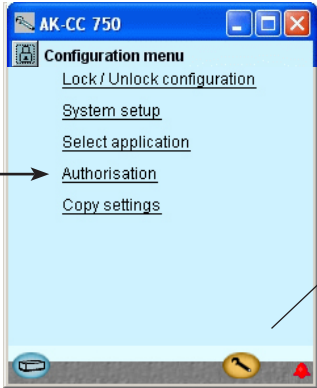 AK-CC 750
Configuration menu
Lock / Unlock configuration
System setup
Select application
Authorisation
Copy settings